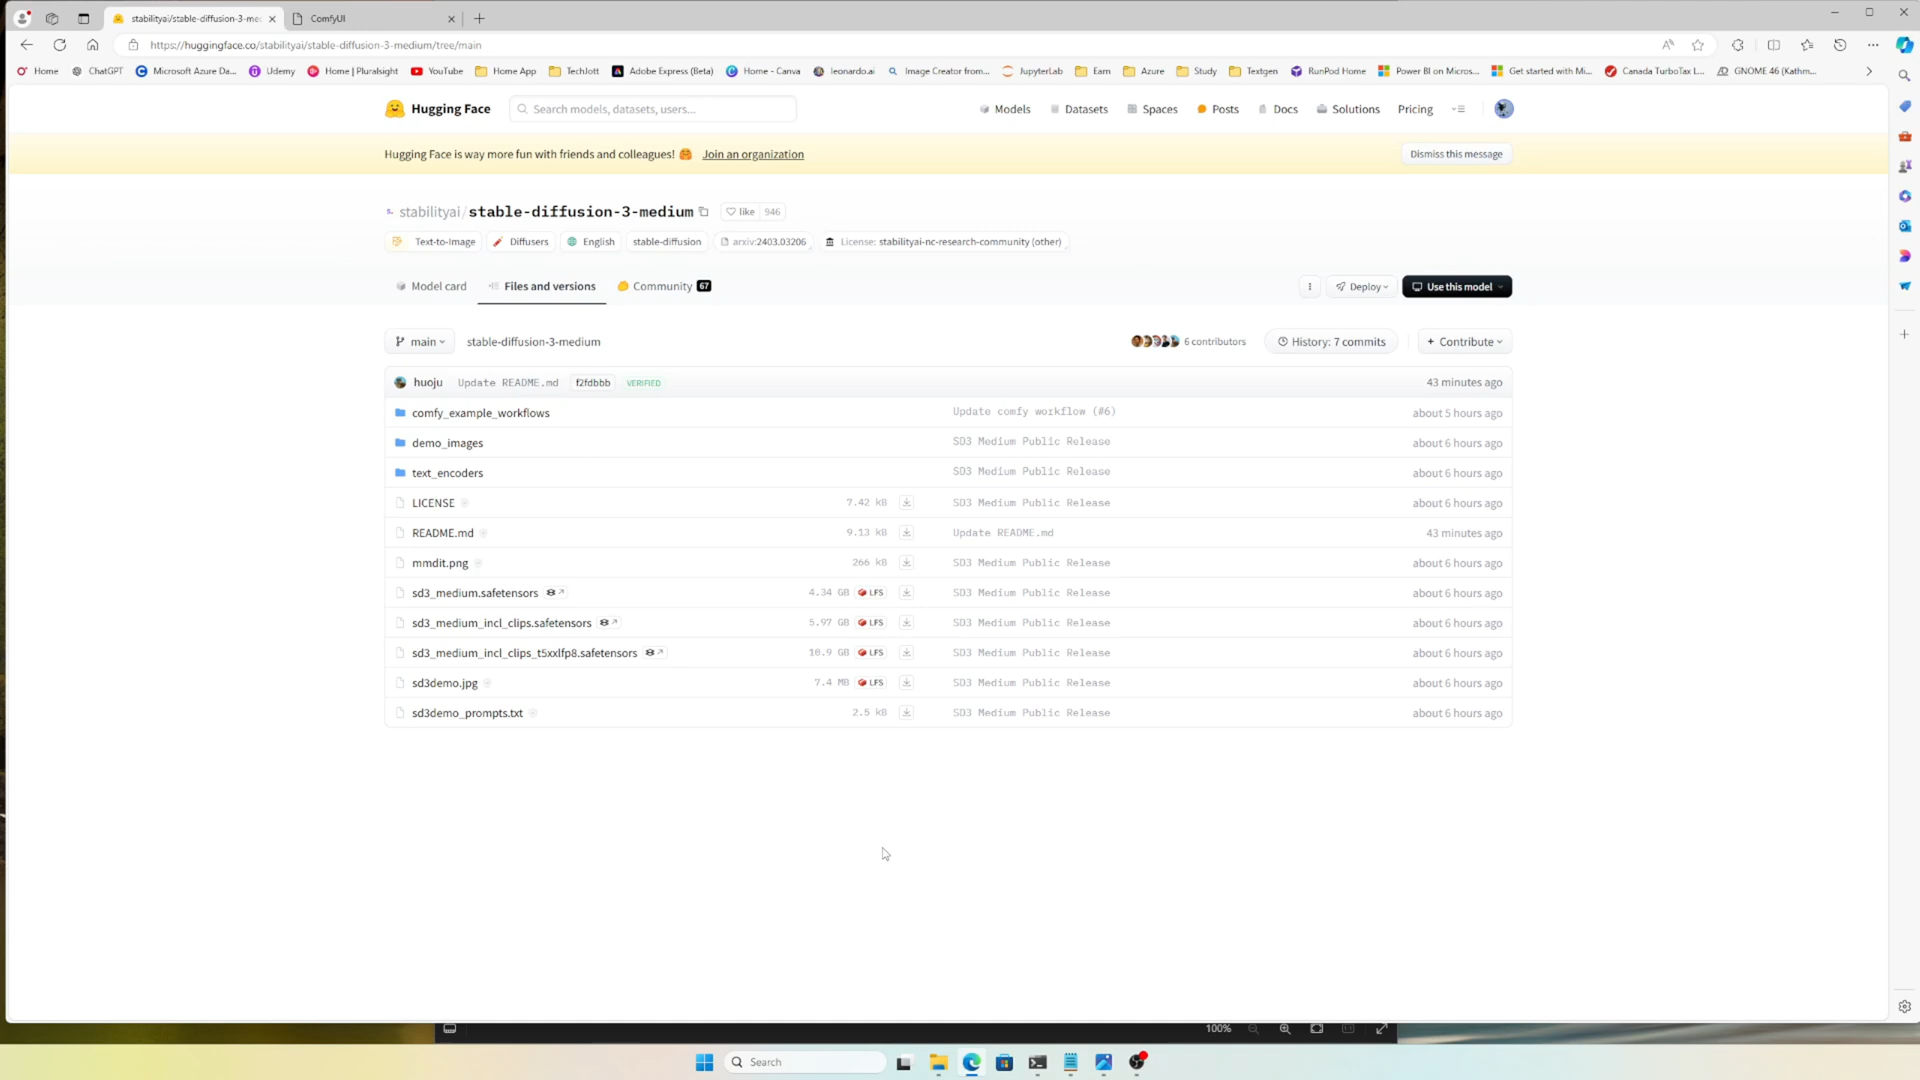 stabilityai/stable-diffusion-3-med
ComfyUI
https://huggingface.co/stabilityai/stable-diffusion-3-medium/tree/main
Home ChatGPT Microsoft Azure Da... Udemy Home | Pluralsight YouTube Home App TechJott Adobe Express (Beta) Home - Canva leonardo.ai Image Creator from... JupyterLab Earn Azure Study Textgen RunPod Home Power BI on Micros... Get started with Mi... Canada TurboTax L... GNOME 46 (Kathm...
Hugging Face Search models, datasets, users... Models Datasets Spaces Posts Docs Solutions Pricing
Hugging Face is way more fun with friends and colleagues! Join an organization Dismiss this message
stabilityai/stable-diffusion-3-medium like 946
Text-to-Image Diffusers English stable-diffusion arxiv:2403.03206 License: stabilityai-nc-research-community (other)
Model card Files and versions Community 67 Deploy Use this model
main stable-diffusion-3-medium 6 contributors History: 7 commits + Contribute
huoju Update README.md f2fdbbb VERIFIED 43 minutes ago
comfy_example_workflows Update comfy workflow (#6) about 5 hours ago
demo_images SD3 Medium Public Release about 6 hours ago
text_encoders SD3 Medium Public Release about 6 hours ago
LICENSE 7.42 kB SD3 Medium Public Release about 6 hours ago
README.md 9.13 kB Update README.md 43 minutes ago
mmdit.png 266 kB SD3 Medium Public Release about 6 hours ago
sd3_medium.safetensors 4.34 GB LFS SD3 Medium Public Release about 6 hours ago
sd3_medium_incl_clips.safetensors 5.97 GB LFS SD3 Medium Public Release about 6 hours ago
sd3_medium_incl_clips_t5xxlfp8.safetensors 10.9 GB LFS SD3 Medium Public Release about 6 hours ago
sd3demo.jpg 7.4 MB LFS SD3 Medium Public Release about 6 hours ago
sd3demo_prompts.txt 2.5 kB SD3 Medium Public Release about 6 hours ago
100%
Search